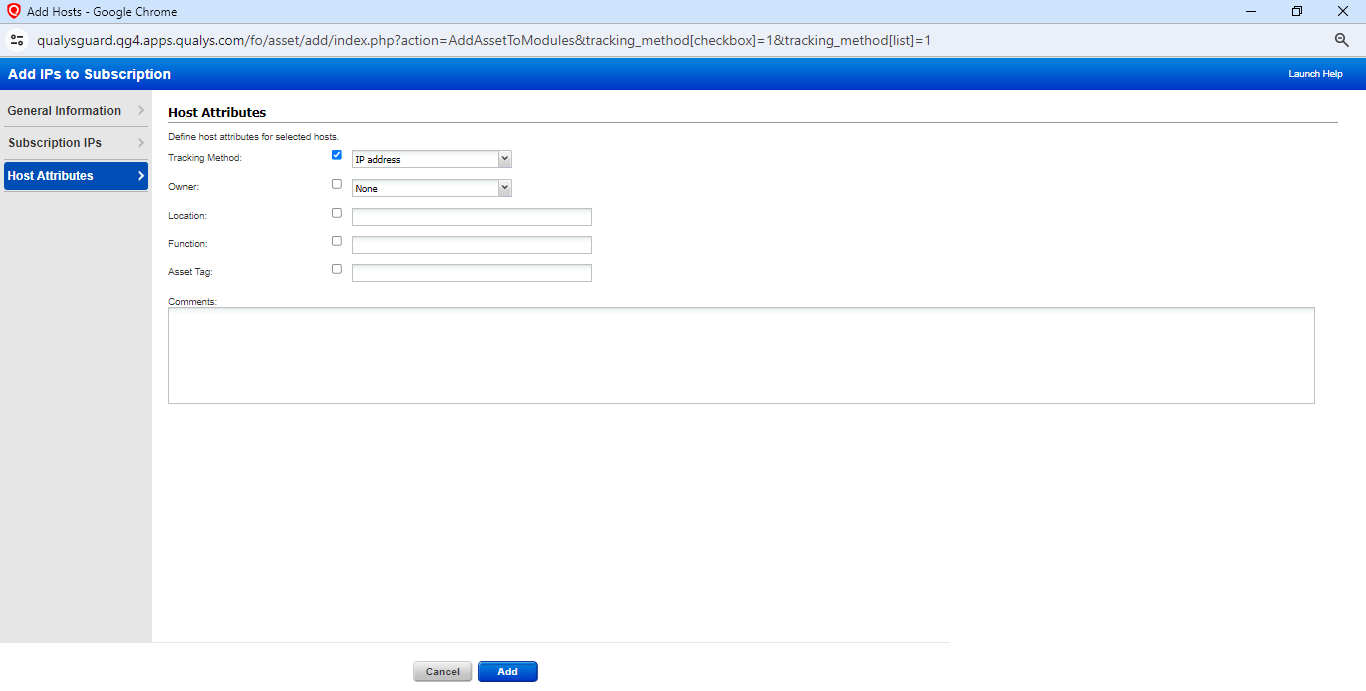 Add Hosts - Google Chrome
qualysguard.qg4.apps.qualys.com/fo/asset/add/index.php?action=AddAssetToModules&tracking_method[checkbox]=1&tracking_method[list]=1
Add IPs to Subscription
Launch Help
General Information
Subscription IPs
Host Attributes
Host Attributes
Define host attributes for selected hosts.
Tracking Method:
IP address
Owner:
None
Location:
Function:
Asset Tag:
Comments:
Cancel
Add